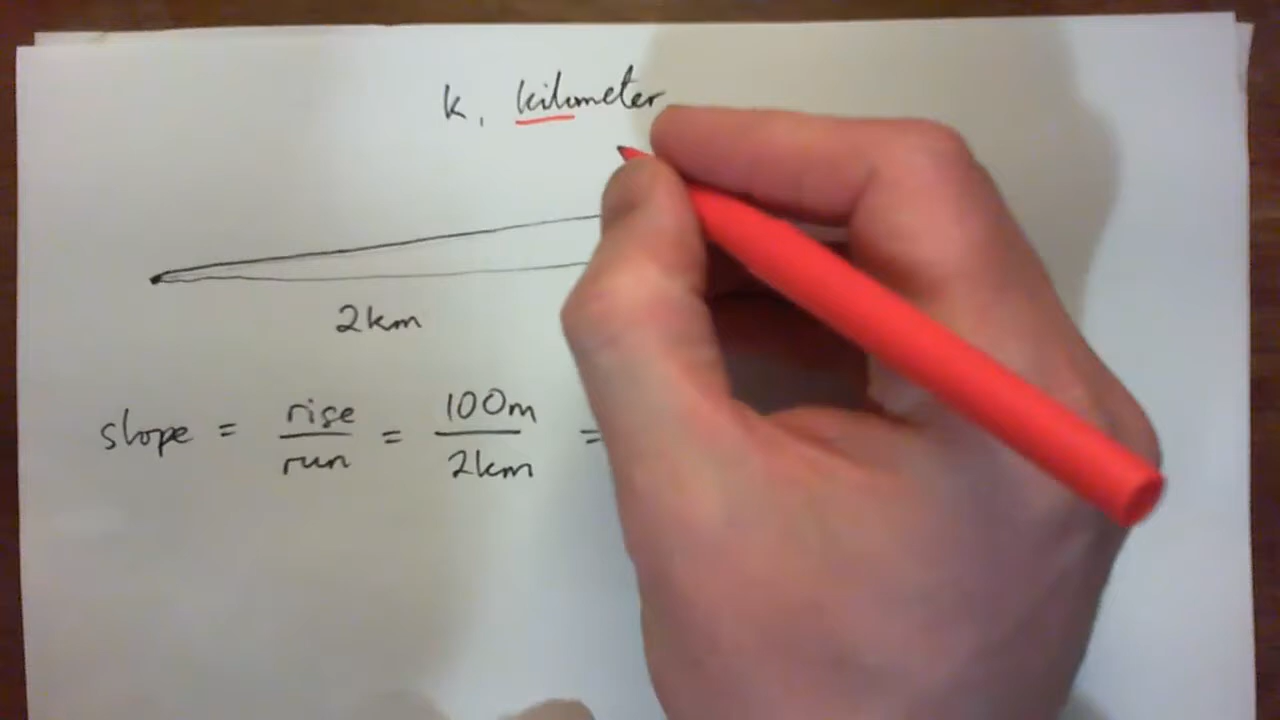 k, kilometer
2km
slope = rise/run = 100m/2km =